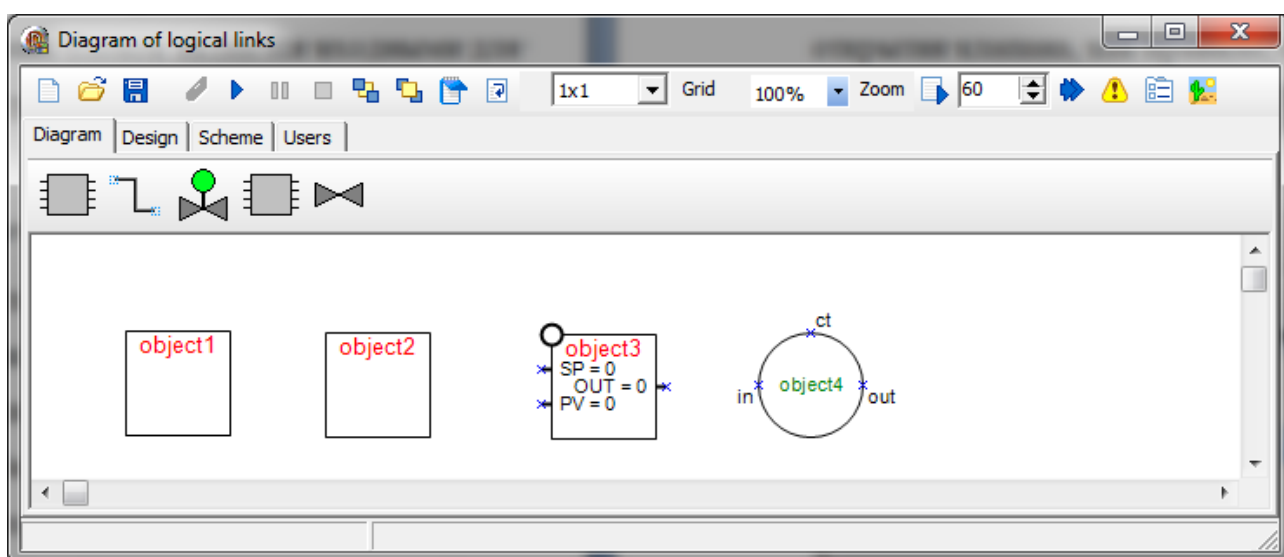 Diagram of logical links
1x1 Grid 100% Zoom 60
Diagram Design Scheme Users
object1 object2 object3 ct
SP = 0
OUT = 0
PV = 0
in object4 out